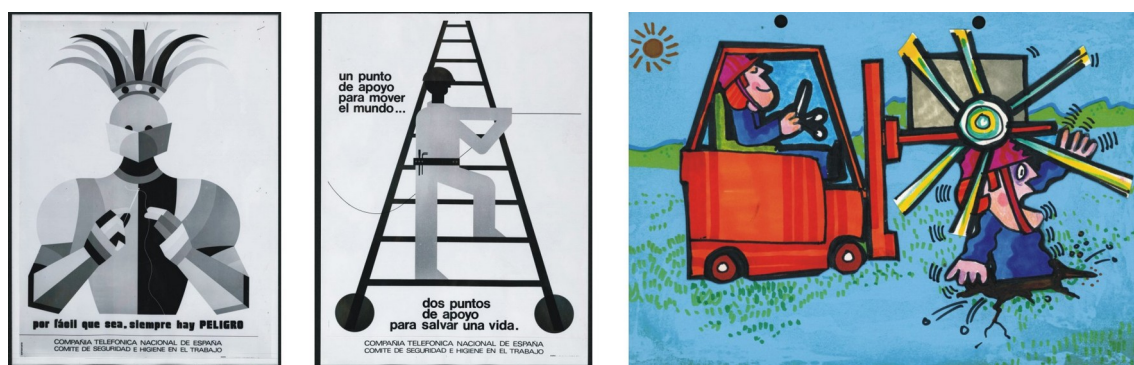 por fácil que sea, siempre hay PELIGRO
COMPAÑIA TELEFONICA NACIONAL DE ESPAÑA
COMITE DE SEGURIDAD E HIGIENE EN EL TRABAJO
un punto
de apoyo
para mover
el mundo...
dos puntos
de apoyo
para salvar una vida.
COMPAÑIA TELEFONICA NACIONAL DE ESPAÑA
COMITE DE SEGURIDAD E HIGIENE EN EL TRABAJO